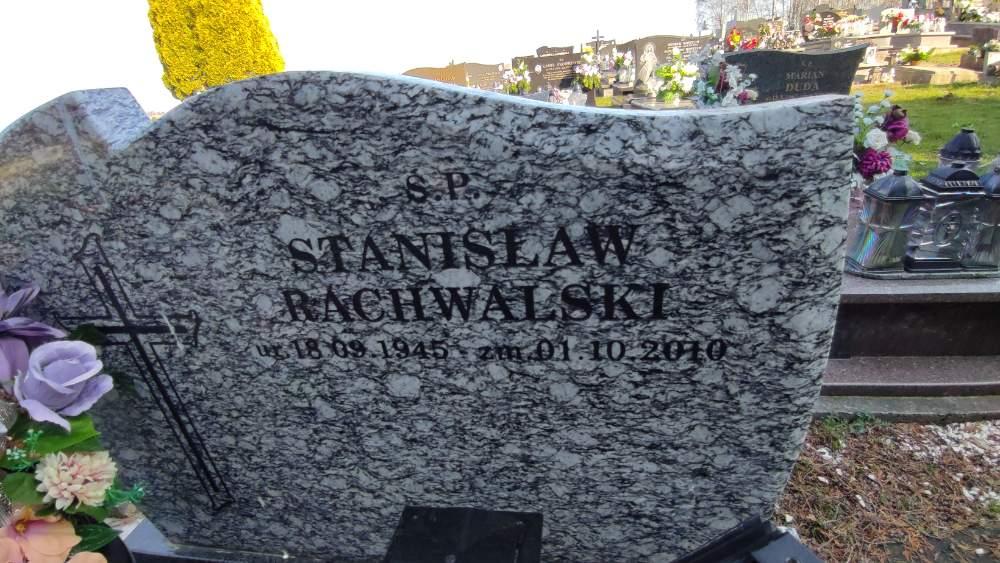 Ś.P.
STANISŁAW
RACHWALSKI
ur. 18.09.1945 - zm. 01.10.2010
Ś.P.
MARIAN
DUDA